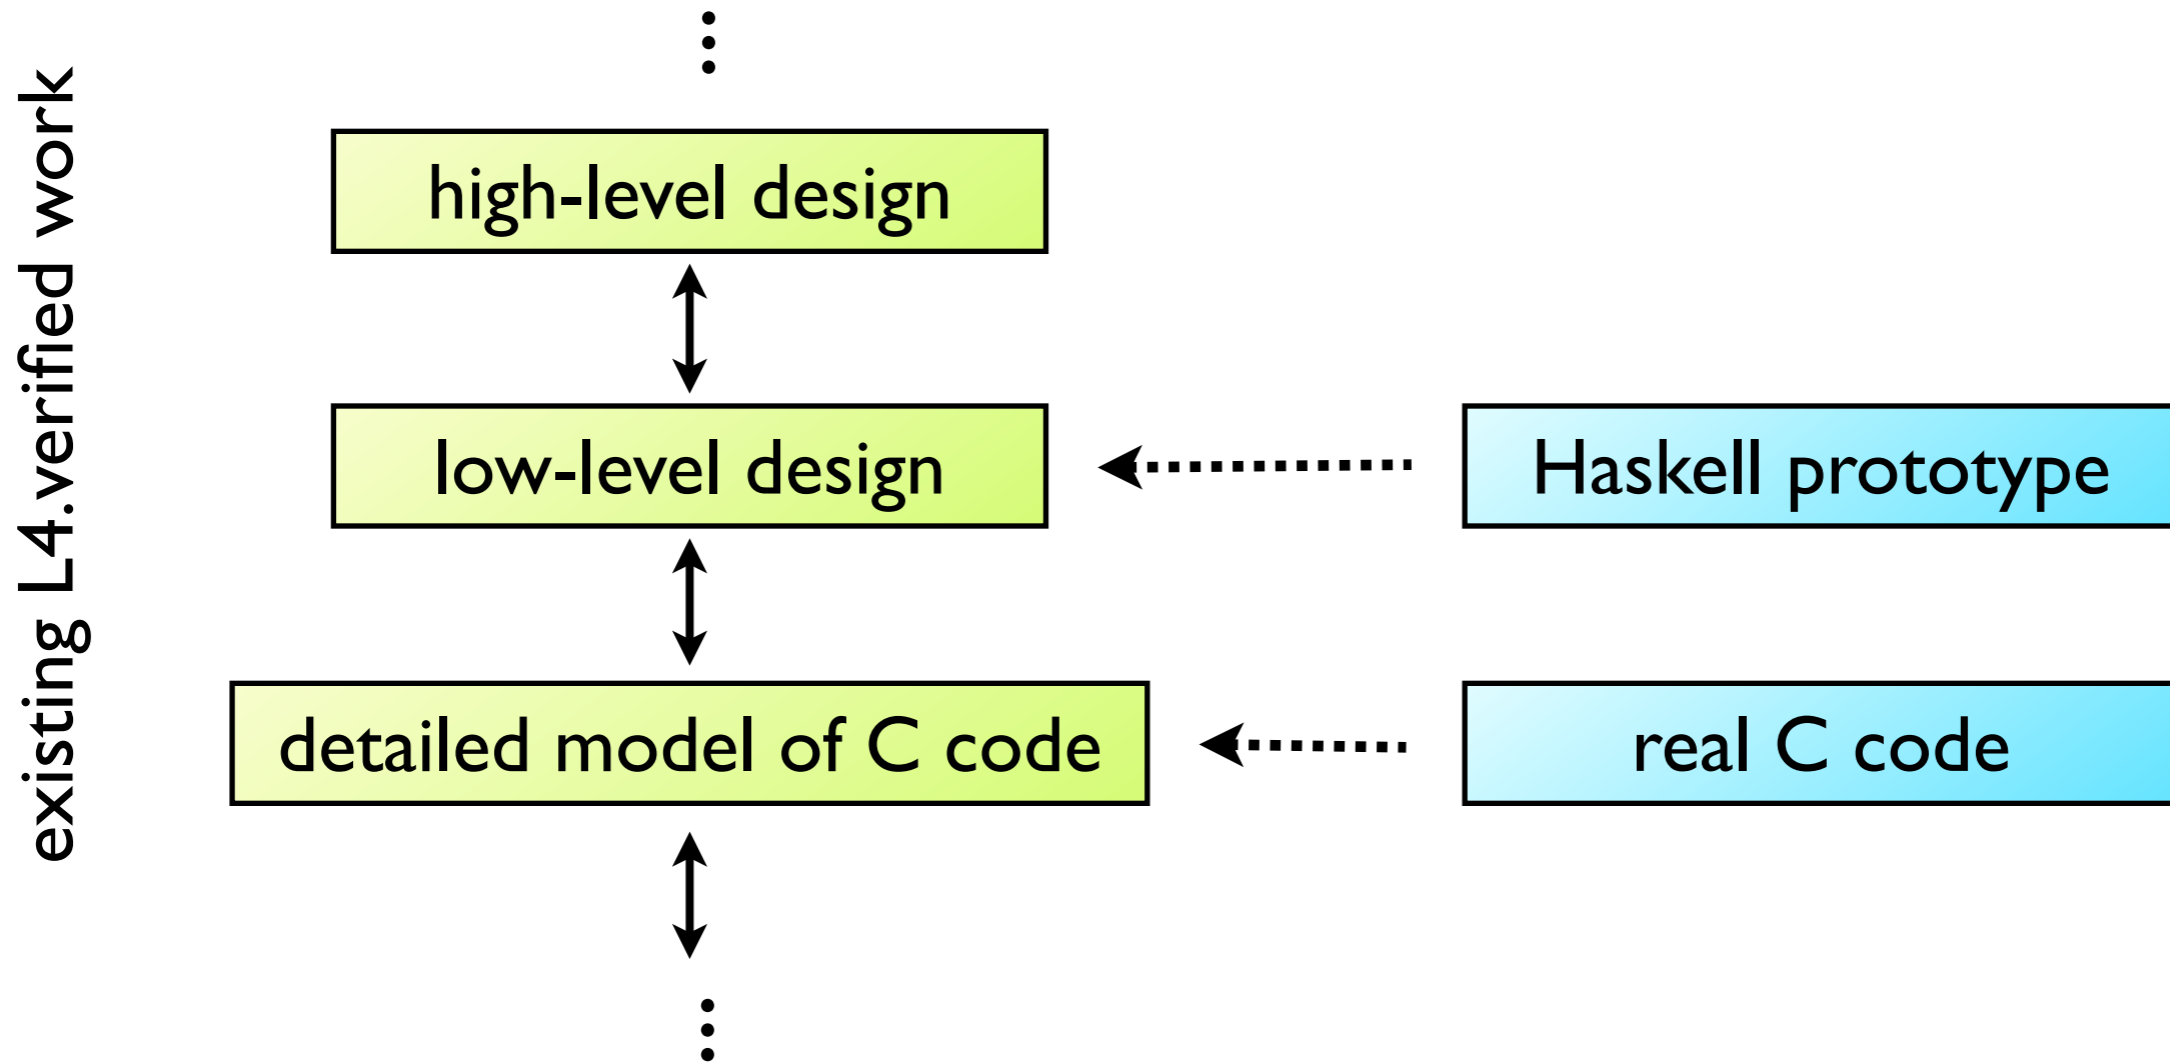 existing L4.verified work
high-level design
low-level design
Haskell prototype
detailed model of C code
real C code